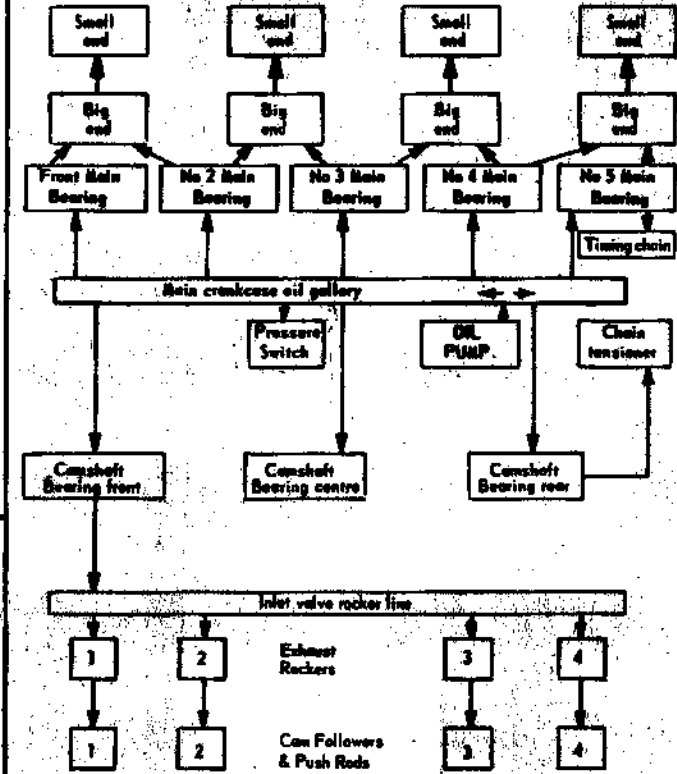 Small
end
Small
end
Small
end
Small
end
Big
end
Big
end
Big
end
Big
end
Front Main
Bearing
No 2 Main
Bearing
No 3 Main
Bearing
No 4 Main
Bearing
No 5 Main
Bearing
Timing chain
Main crankcase oil gallery
Pressure
Switch
OIL
PUMP
Chain
tensioner
Camshaft
Bearing front
Camshaft
Bearing centre
Camshaft
Bearing rear
Inlet valve rocker line
1
2
Exhaust
Rockers
3
4
1
2
Cam Followers
& Push Rods
3
4